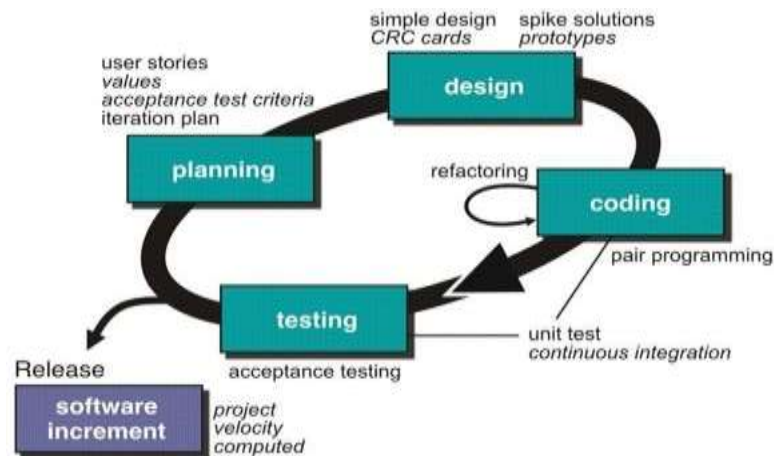 simple design
CRC cards
spike solutions
prototypes
user stories
values
acceptance test criteria
iteration plan
design
planning
refactoring
coding
pair programming
testing
unit test
continuous integration
acceptance testing
Release
software
increment
project
velocity
computed